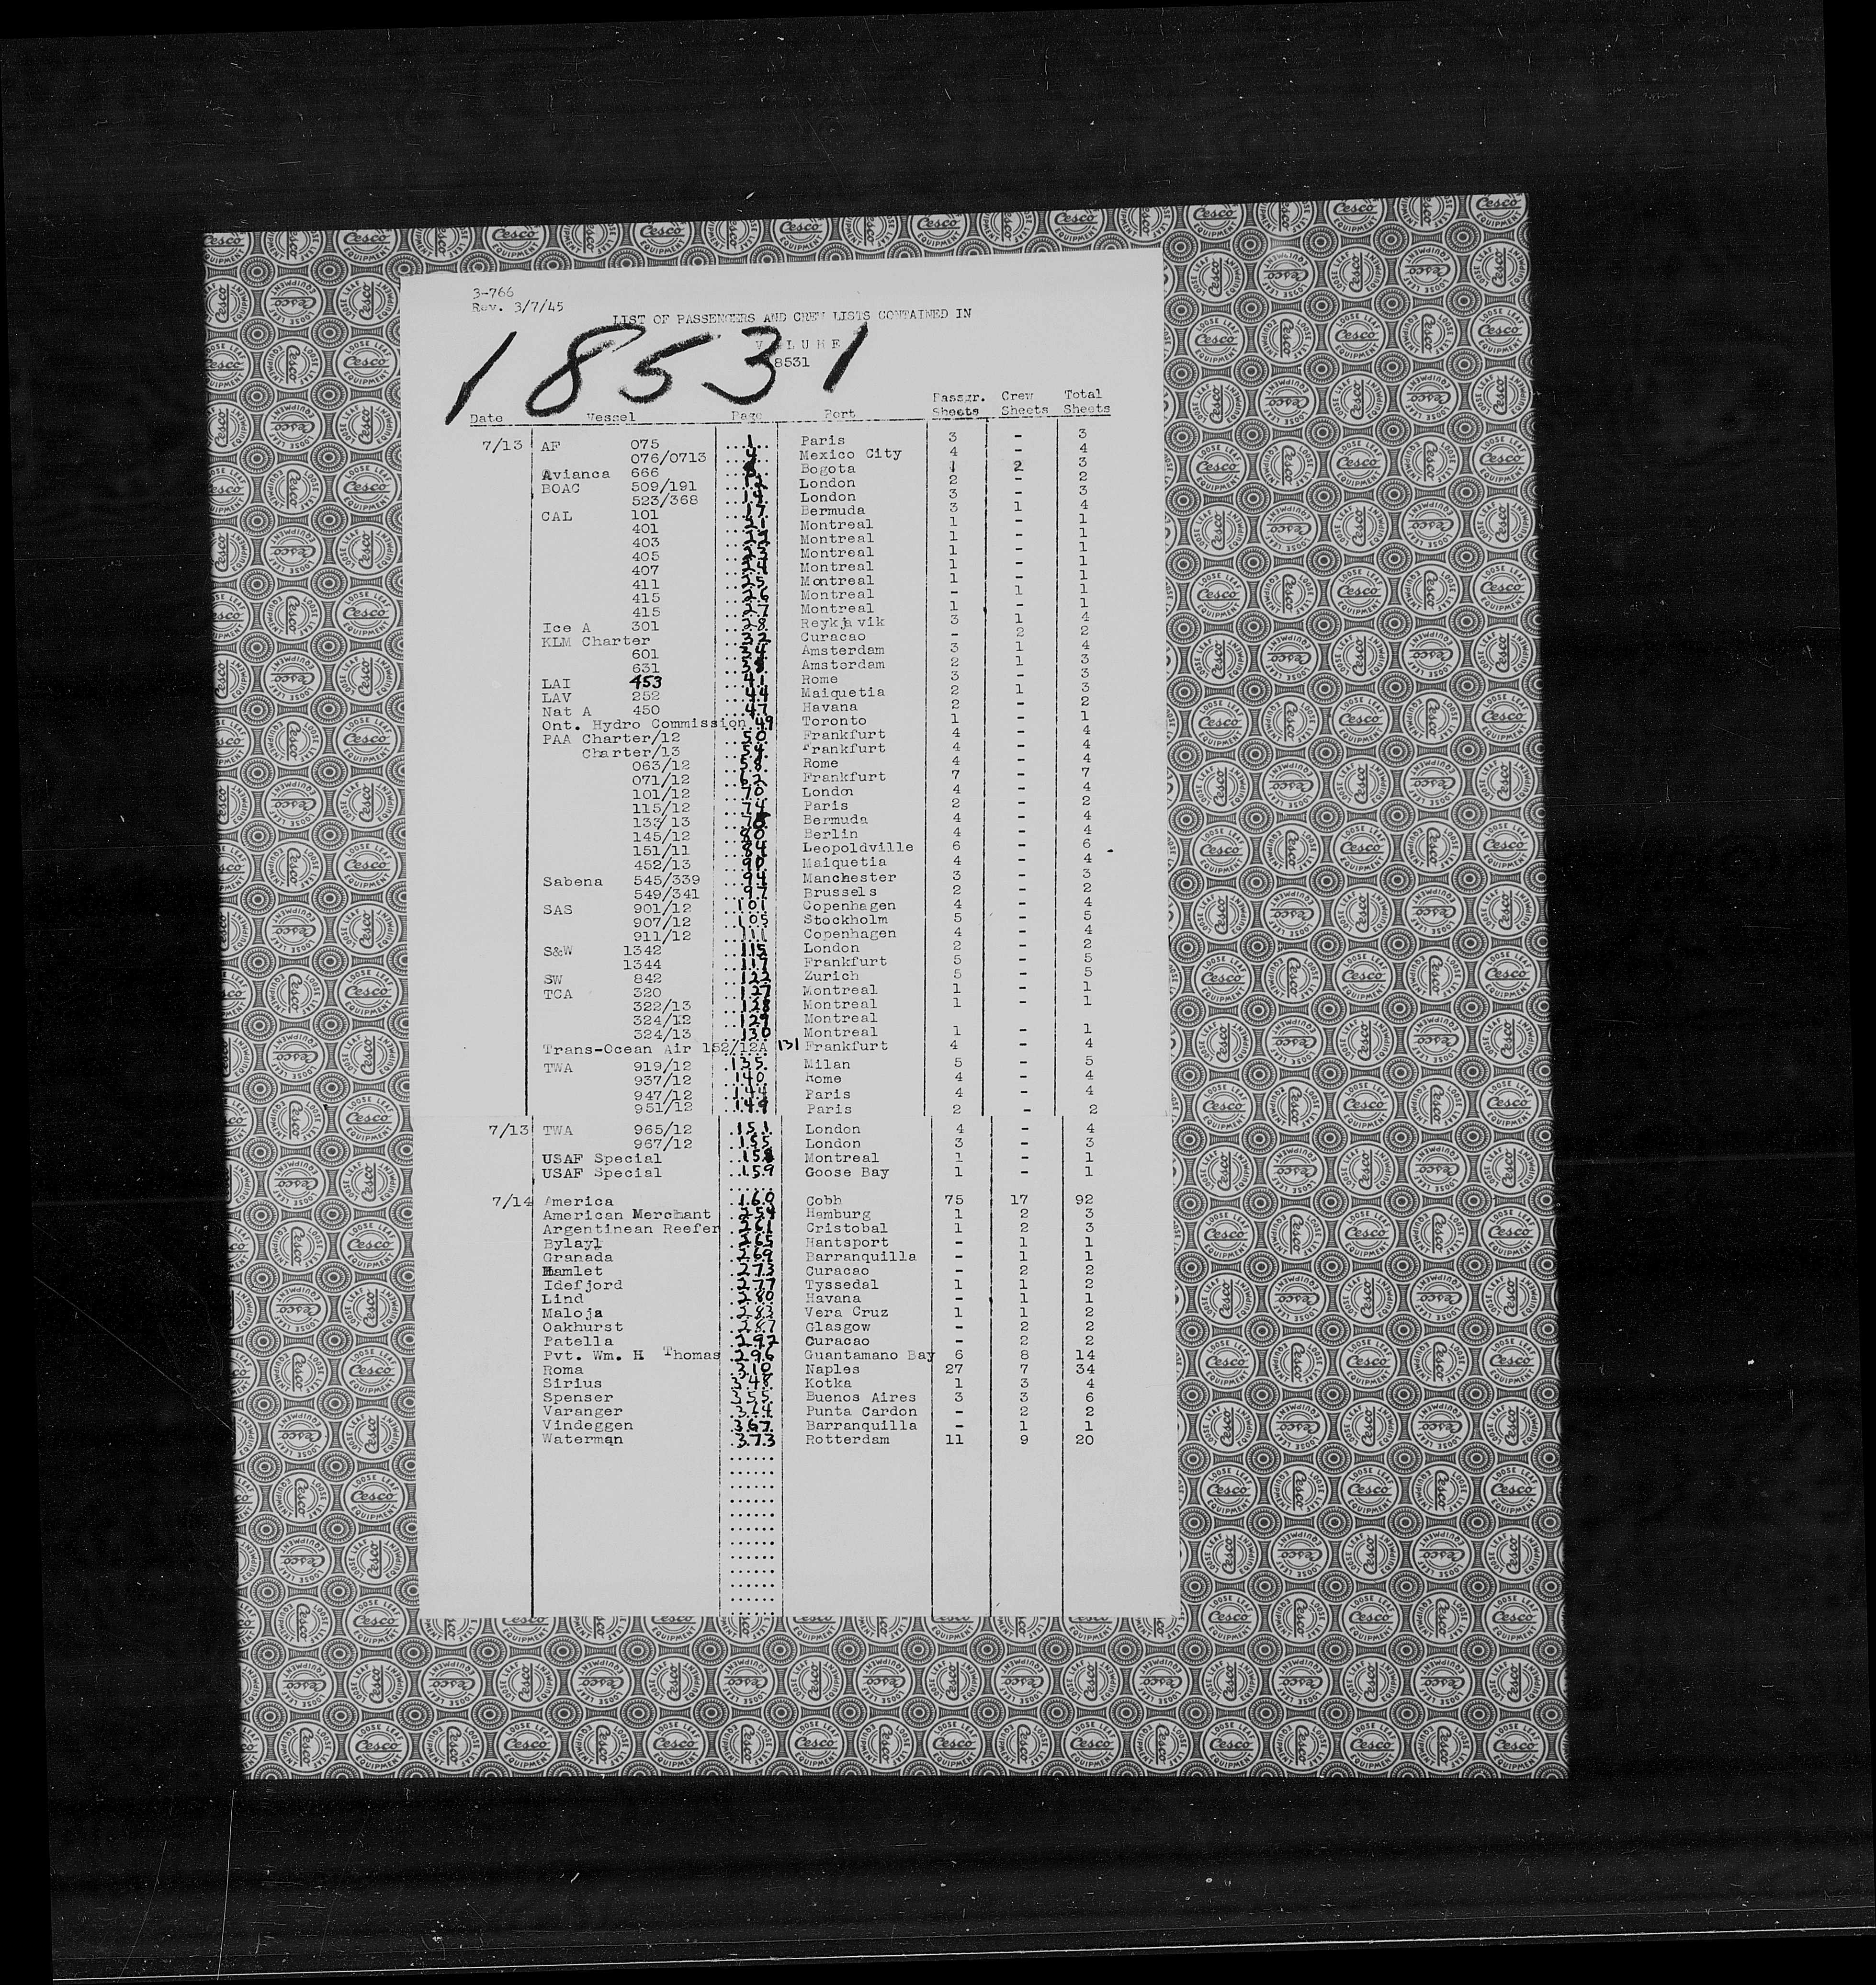 3-766
Rev. 3/7/45
LIST OF PASSENGERS AND CREW LISTS CONTAINED IN
VOLUME
18531
8531
Passgr. Crew Total
Date Vessel Page Port Sheets Sheets Sheets
7/13 AF 075 1 Paris 3 - 3
076/0713 4 Mexico City 4 - 4
Avianca 666 8 Bogota 1 2 3
BOAC 509/191 12 London 2 - 2
523/368 14 London 3 - 3
CAL 101 17 Bermuda 3 1 4
401 21 Montreal 1 - 1
403 22 Montreal 1 - 1
405 23 Montreal 1 - 1
407 24 Montreal 1 - 1
411 25 Montreal 1 - 1
415 26 Montreal - 1 1
415 27 Montreal 1 - 1
Ice A 301 28 Reykjavik 3 1 4
KLM Charter 32 Curacao - 2 2
601 34 Amsterdam 3 1 4
631 38 Amsterdam 2 1 3
LAI 453 41 Rome 3 - 3
LAV 252 44 Maiquetia 2 1 3
Nat A 450 47 Havana 2 - 2
Ont. Hydro Commission 49 Toronto 1 - 1
PAA Charter/12 50 Frankfurt 4 - 4
Charter/13 54 Frankfurt 4 - 4
063/12 58 Rome 4 - 4
071/12 62 Frankfurt 7 - 7
101/12 70 London 4 - 4
115/12 74 Paris 2 - 2
133/13 Bermuda 4 - 4
145/12 80 Berlin 4 - 4
151/11 84 Leopoldville 6 - 6
452/13 90 Maiquetia 4 - 4
Sabena 545/339 94 Manchester 3 - 3
549/341 97 Brussels 2 - 2
SAS 901/12 101 Copenhagen 4 - 4
907/12 105 Stockholm 5 - 5
911/12 111 Copenhagen 4 - 4
S&W 1342 115 London 2 - 2
1344 117 Frankfurt 5 - 5
SW 842 122 Zurich 5 - 5
TCA 320 127 Montreal 1 - 1
322/13 128 Montreal 1 - 1
324/12 129 Montreal
324/13 130 Montreal 1 - 1
Trans-Ocean Air 152/12A 131 Frankfurt 4 - 4
TWA 919/12 135 Milan 5 - 5
937/12 140 Rome 4 - 4
947/12 144 Paris 4 - 4
951/12 149 Paris 2 - 2
7/13 TWA 965/12 151 London 4 - 4
967/12 155 London 3 - 3
USAF Special 158 Montreal 1 - 1
USAF Special 159 Goose Bay 1 - 1
7/14 America 160 Cobh 75 17 92
American Merchant 254 Hamburg 1 2 3
Argentinean Reefer 261 Cristobal 1 2 3
Bylayl 265 Hantsport - 1 1
Granada 269 Barranquilla - 1 1
Hamlet 273 Curacao - 2 2
Idefjord 277 Tyssedal 1 1 2
Lind 280 Havana - 1 1
Maloja 283 Vera Cruz 1 1 2
Oakhurst 287 Glasgow - 2 2
Patella 292 Curacao - 2 2
Pvt. Wm. H Thomas 296 Guantamano Bay 6 8 14
Roma 310 Naples 27 7 34
Sirius 348 Kotka 1 3 4
Spenser 355 Buenos Aires 3 3 6
Varanger 364 Punta Cardon - 2 2
Vindeggen 367 Barranquilla - 1 1
Waterman 373 Rotterdam 11 9 20